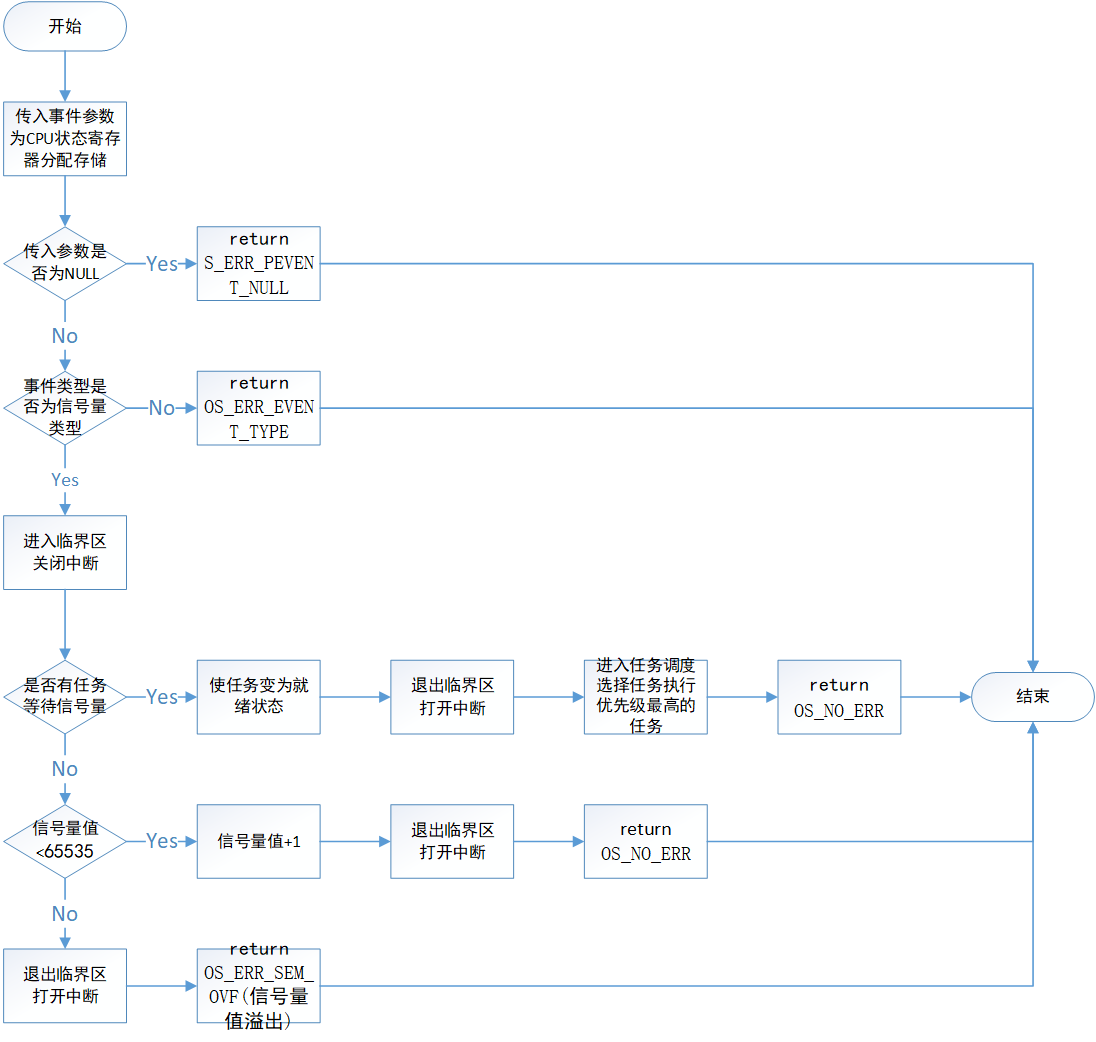 开始
传入事件参数
为CPU状态寄存
器分配存储
传入参数是
否为NULL
Yes
return
S_ERR_PEVEN
T_NULL
No
事件类型是
否为信号量
类型
No
return
OS_ERR_EVEN
T_TYPE
Yes
进入临界区
关闭中断
是否有任务
等待信号量
Yes
使任务变为就
绪状态
退出临界区
打开中断
进入任务调度
选择任务执行
优先级最高的
任务
return
OS_NO_ERR
结束
No
信号量值
<65535
Yes
信号量值+1
退出临界区
打开中断
return
OS_NO_ERR
No
退出临界区
打开中断
return
OS_ERR_SEM_
OVF(信号量
值溢出)